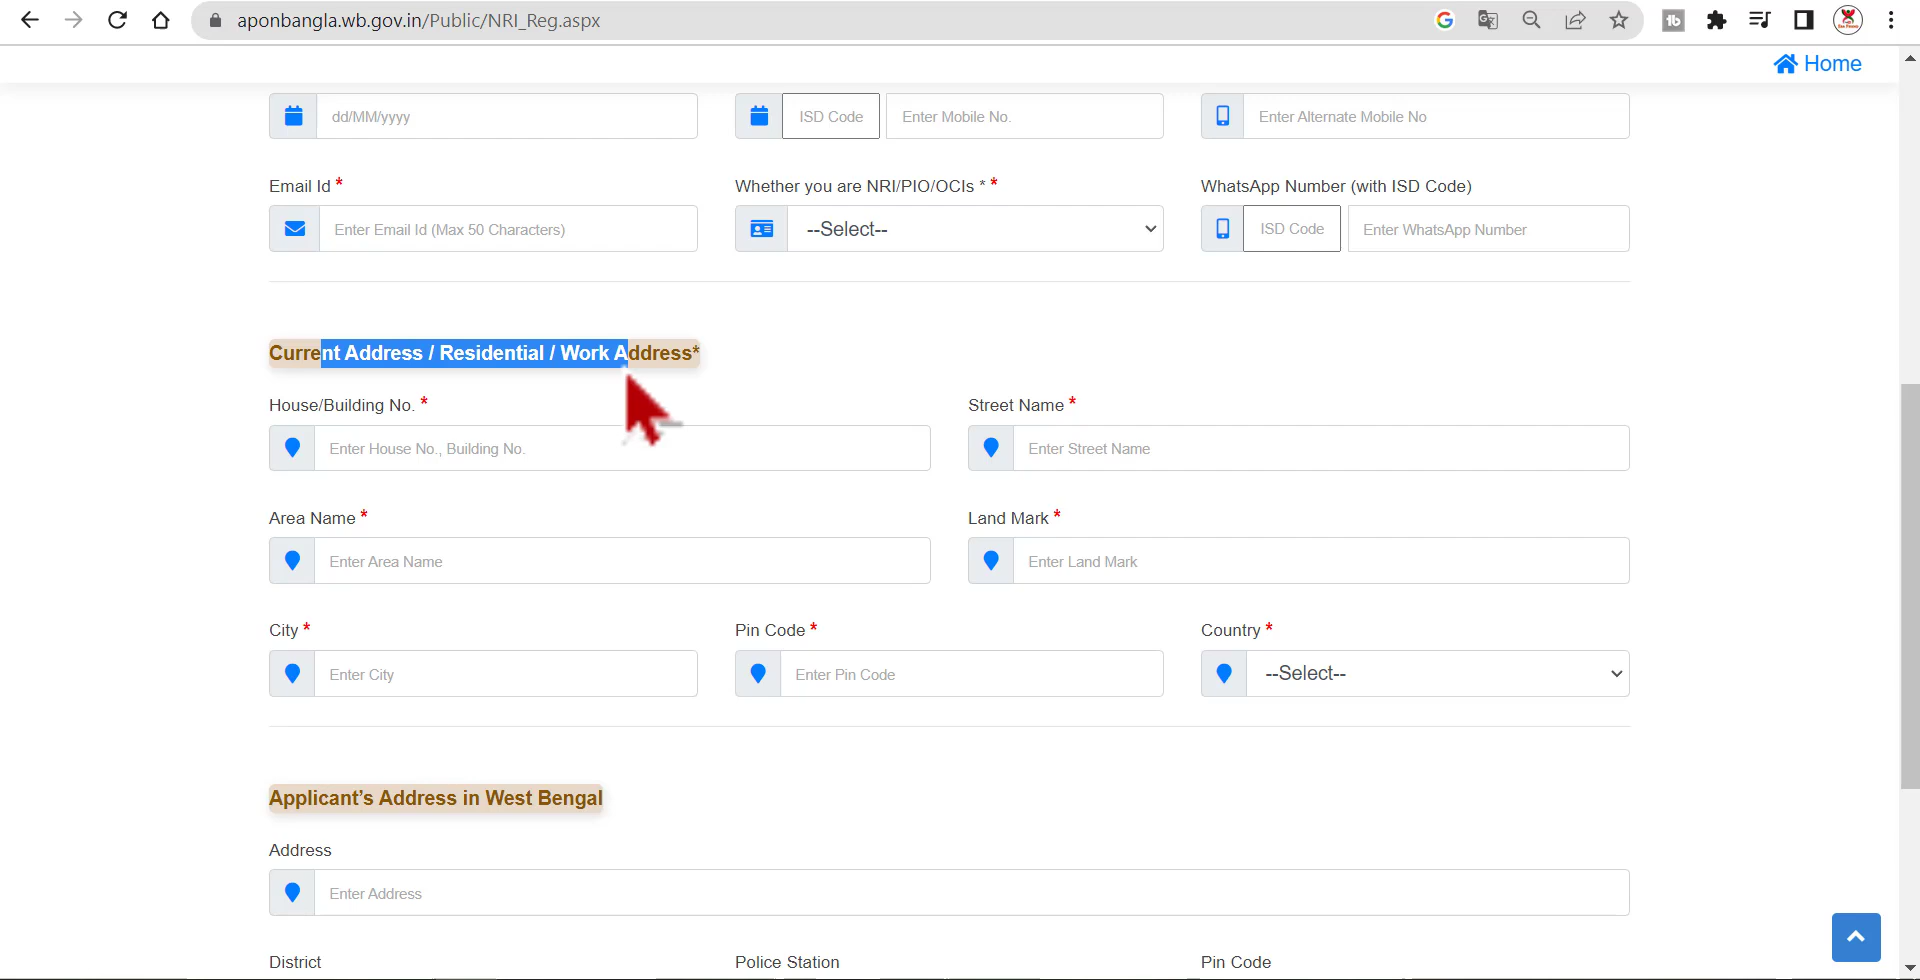 aponbangla.wb.gov.in/Public/NRI_Reg.aspx
Home
dd/MM/yyyy ISD Code Enter Mobile No. Enter Alternate Mobile No
Email Id * Whether you are NRI/PIO/OCIs * * WhatsApp Number (with ISD Code)
Enter Email Id (Max 50 Characters) --Select-- ISD Code Enter WhatsApp Number
Current Address / Residential / Work Address*
House/Building No. * Street Name *
Enter House No., Building No. Enter Street Name
Area Name * Land Mark *
Enter Area Name Enter Land Mark
City * Pin Code * Country *
Enter City Enter Pin Code --Select--
Applicant’s Address in West Bengal
Address
Enter Address
District Police Station Pin Code